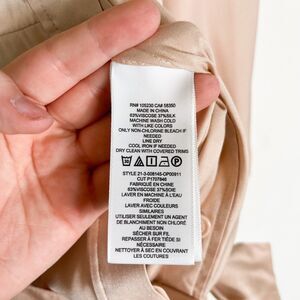 RN# 105230 CA# 58350
MADE IN CHINA
63%VISCOSE 37%SILK
MACHINE WASH COLD
WITH LIKE COLORS
ONLY NON-CHLORINE BLEACH IF
NEEDED
LINE DRY
COOL IRON IF NEEDED
DRY CLEAN WITH COVERED TRIMS
STYLE 21-3-008145-OP00911
CUT P1707846
FABRIQUÉ EN CHINE
63%VISCOSE 37%SOIE
LAVER EN MACHINE À L'EAU
FROIDE
LAVER AVEC COULEURS
SIMILAIRES
UTILISER SEULEMENT UN AGENT
DE BLANCHIMENT NON CHLORÉ
AU BESOIN
SÉCHER SUR FIL
REPASSER À FER TIÈDE SI
NÉCESSAIRE
NETTOYER À SEC EN COUVRANT
LES COUTURES